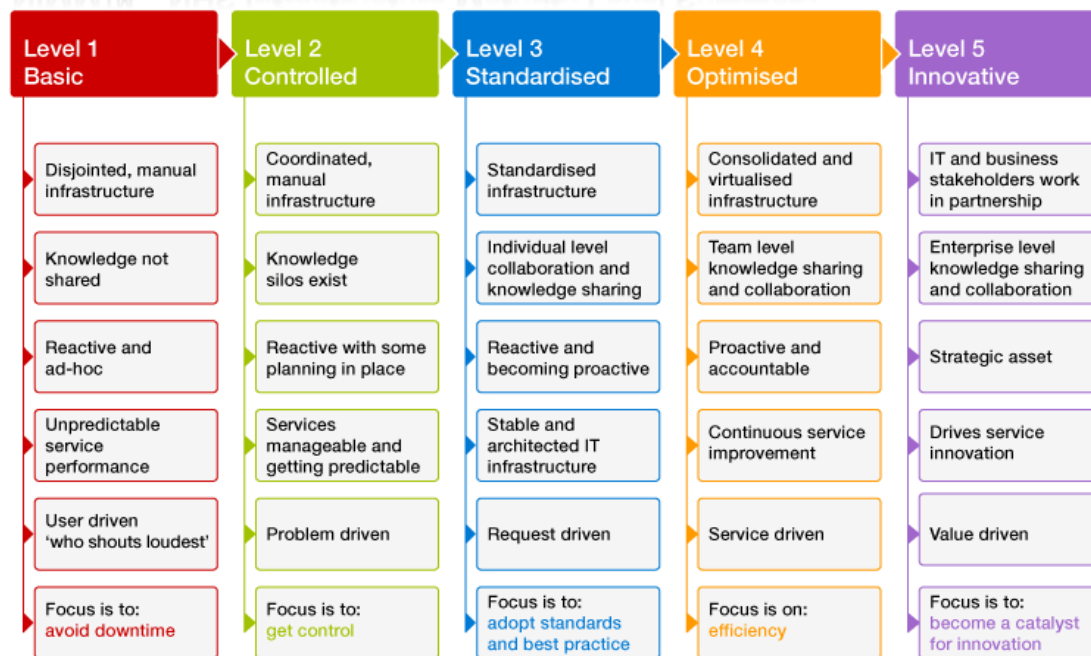 Level 1
Basic
Level 2
Controlled
Level 3
Standardised
Level 4
Optimised
Level 5
Innovative
Disjointed, manual
infrastructure
Knowledge not
shared
Reactive and
ad-hoc
Unpredictable
service
performance
User driven
‘who shouts loudest’
Focus is to:
avoid downtime
Coordinated,
manual
infrastructure
Knowledge
silos exist
Reactive with some
planning in place
Services
manageable and
getting predictable
Problem driven
Focus is to:
get control
Standardised
infrastructure
Individual level
collaboration and
knowledge sharing
Reactive and
becoming proactive
Stable and
architected IT
infrastructure
Request driven
Focus is to:
adopt standards
and best practice
Consolidated and
virtualised
infrastructure
Team level
knowledge sharing
and collaboration
Proactive and
accountable
Continuous service
improvement
Service driven
Focus is on:
efficiency
IT and business
stakeholders work
in partnership
Enterprise level
knowledge sharing
and collaboration
Strategic asset
Drives service
innovation
Value driven
Focus is to:
become a catalyst
for innovation